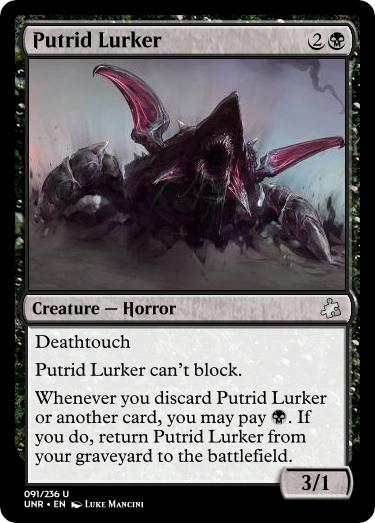 Putrid Lurker 2
Creature — Horror
Deathtouch
Putrid Lurker can't block.
Whenever you discard Putrid Lurker
or another card, you may pay . If
you do, return Putrid Lurker from
your graveyard to the battlefield.
3/1
091/236 U
UNR • EN Luke Mancini